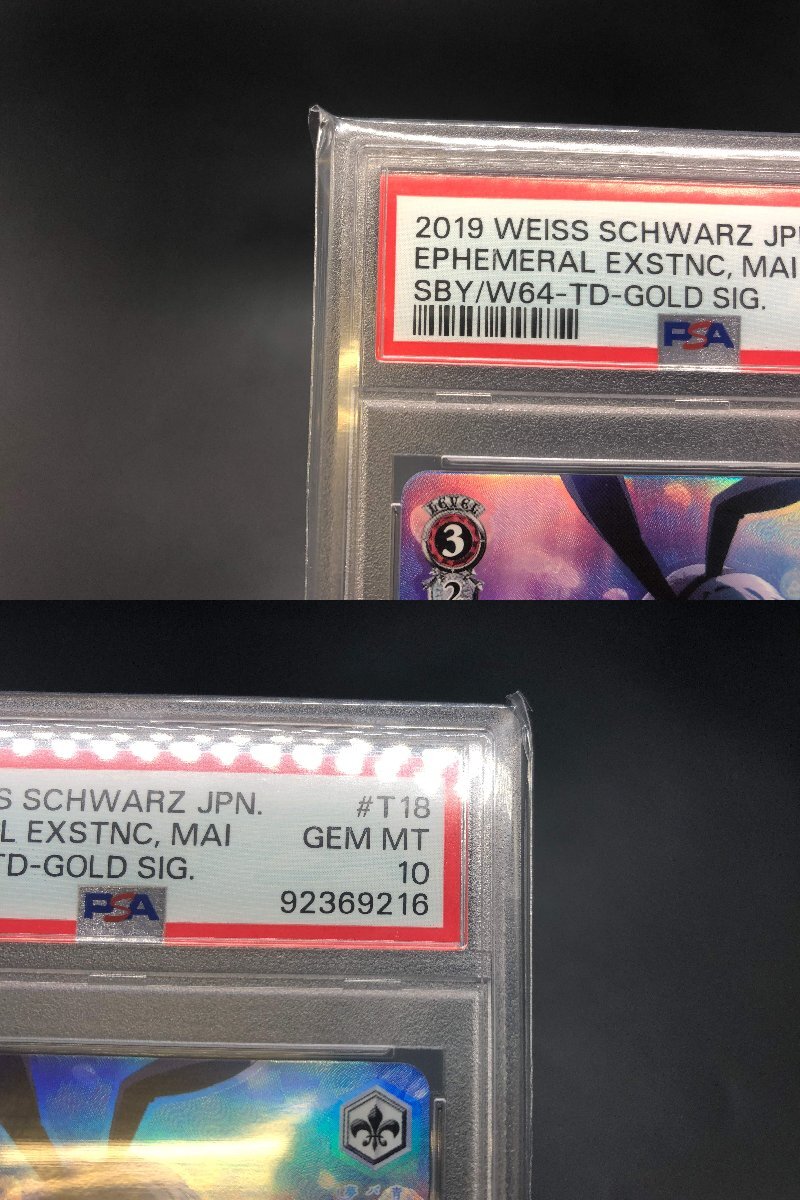 2019 WEISS SCHWARZ JP
EPHEMERAL EXSTNC, MAI
SBY/W64-TD-GOLD SIG.
PSA
LEVEL
3
2
S SCHWARZ JPN. #T18
L EXSTNC, MAI GEM MT
TD-GOLD SIG. 10
PSA 92369216